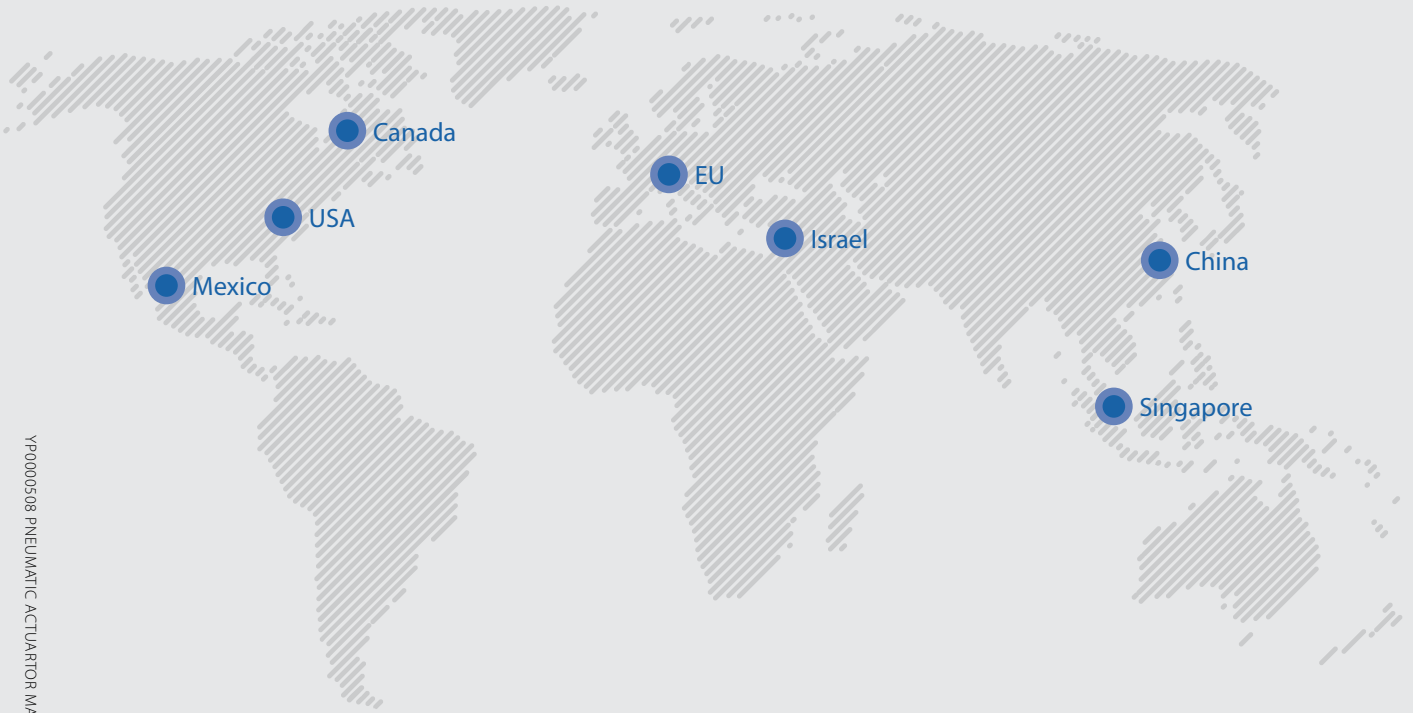 Canada
EU
USA
Israel
China
Mexico
Singapore
YP0000508 PNEUMATIC ACTUARTOR